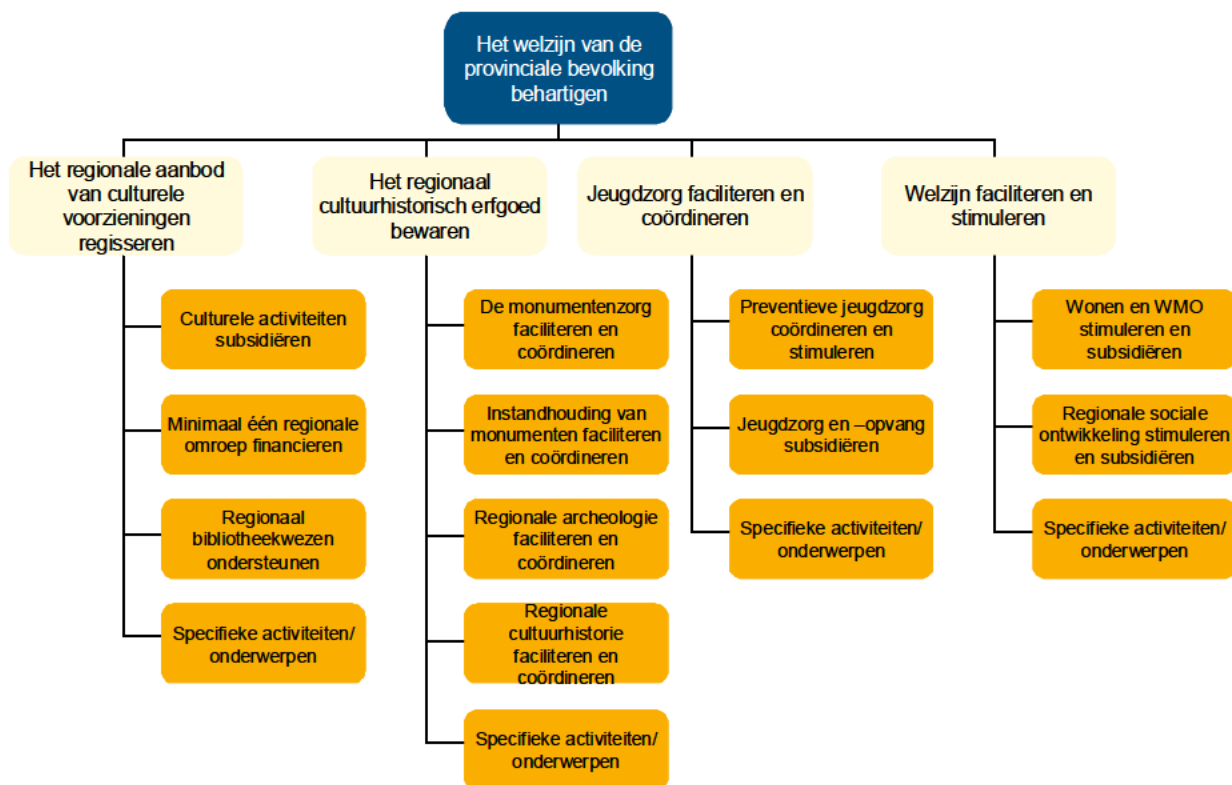 Het welzijn van de
provinciale bevolking
behartigen
Het regionale aanbod
van culturele
voorzieningen
regisseren
Culturele activiteiten
subsidiëren
Minimaal één regionale
omroep financieren
Regionaal
bibliotheekwezen
ondersteunen
Specifieke activiteiten/
onderwerpen
Het regionaal
cultuurhistorisch erfgoed
bewaren
De monumentenzorg
faciliteren en
coördineren
Instandhouding van
monumenten faciliteren
en coördineren
Regionale archeologie
faciliteren en
coördineren
Regionale
cultuurhistorie
faciliteren en
coördineren
Specifieke activiteiten/
onderwerpen
Jeugdzorg faciliteren en
coördineren
Preventieve jeugdzorg
coördineren en
stimuleren
Jeugdzorg en –opvang
subsidiëren
Specifieke activiteiten/
onderwerpen
Welzijn faciliteren en
stimuleren
Wonen en WMO
stimuleren en
subsidiëren
Regionale sociale
ontwikkeling stimuleren
en subsidiëren
Specifieke activiteiten/
onderwerpen